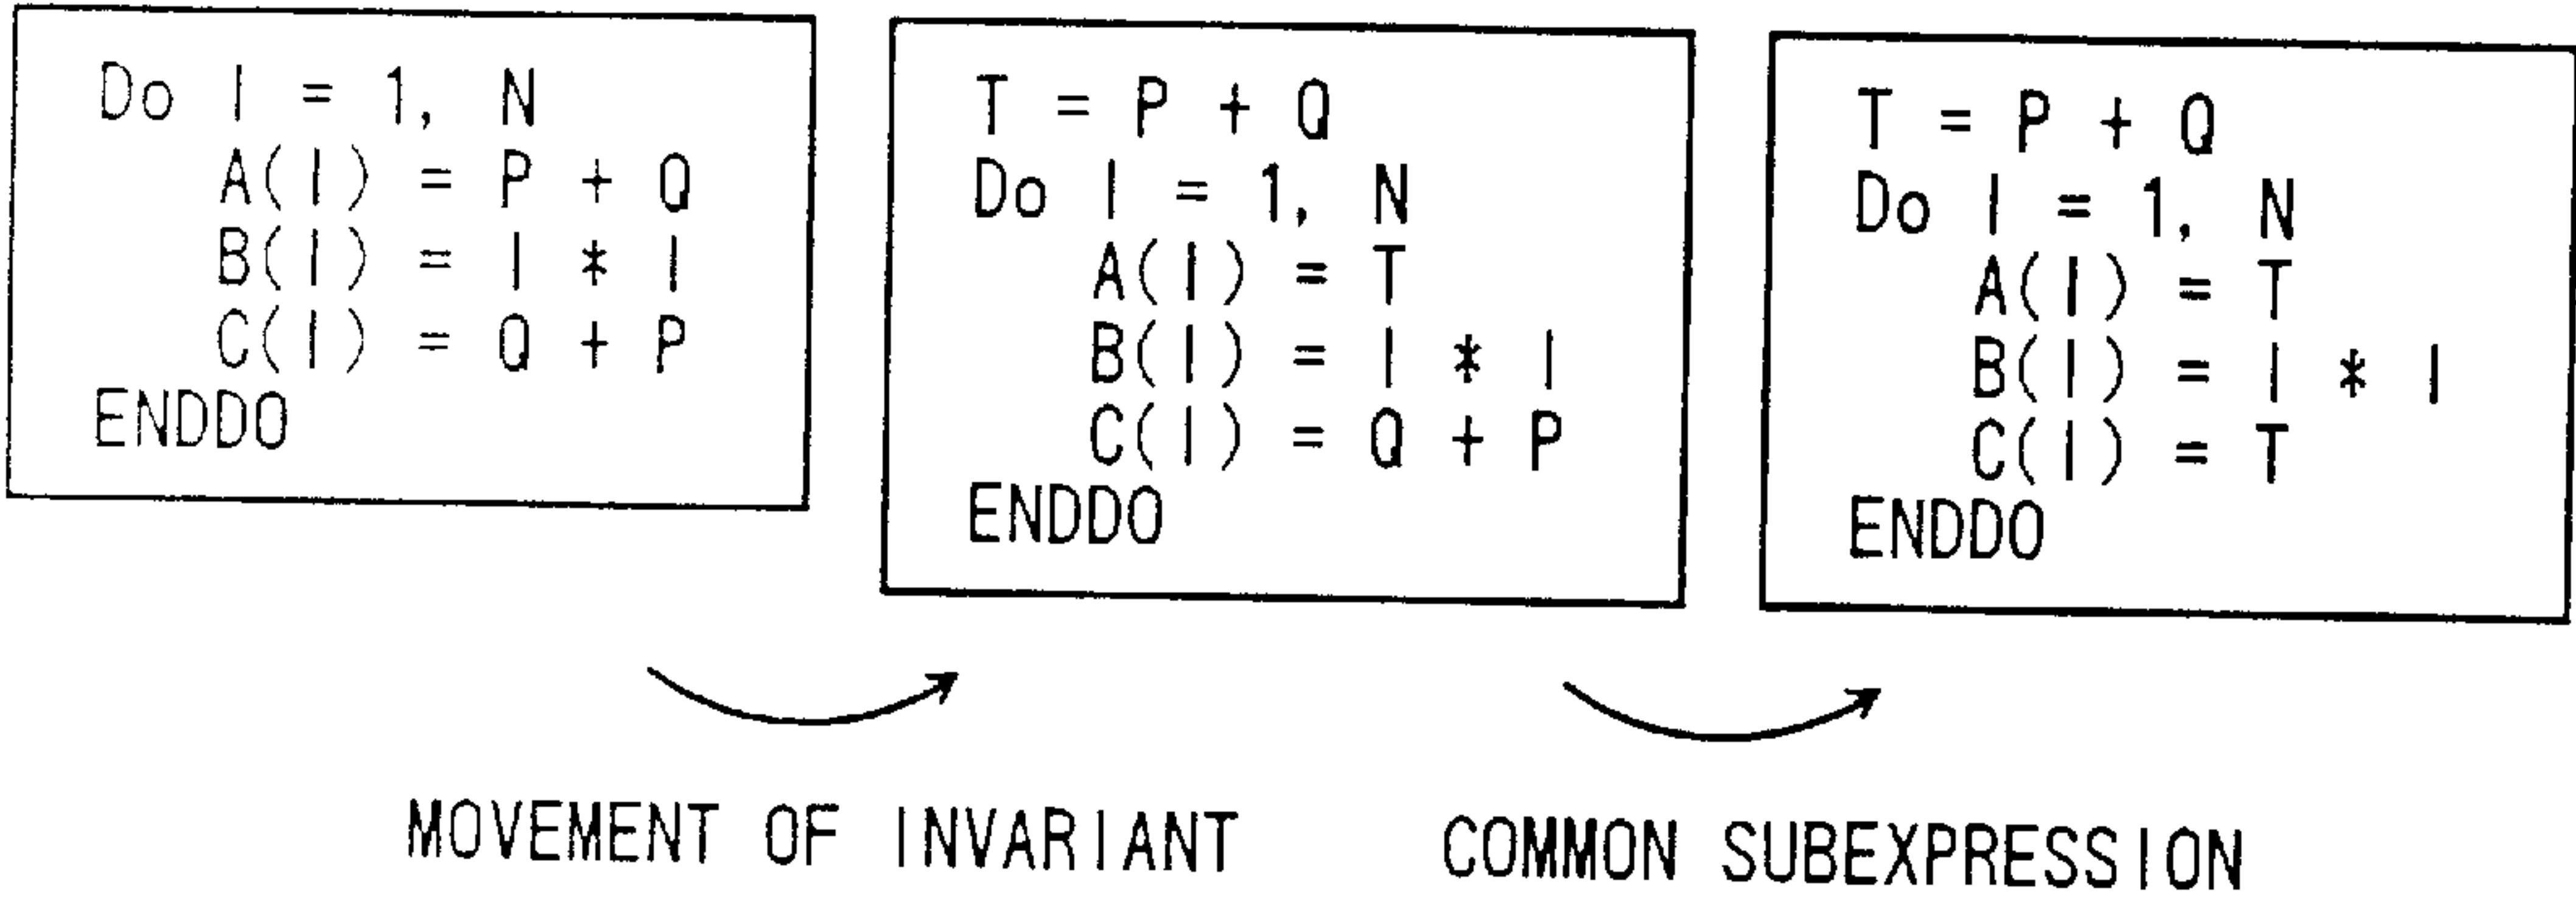 Do I = 1, N
A(I) = P + Q
B(I) = I * I
C(I) = Q + P
ENDDO
T = P + Q
Do I = 1, N
A(I) = T
B(I) = I * I
C(I) = Q + P
ENDDO
T = P + Q
Do I = 1, N
A(I) = T
B(I) = I * I
C(I) = T
ENDDO
MOVEMENT OF INVARIANT
COMMON SUBEXPRESSION